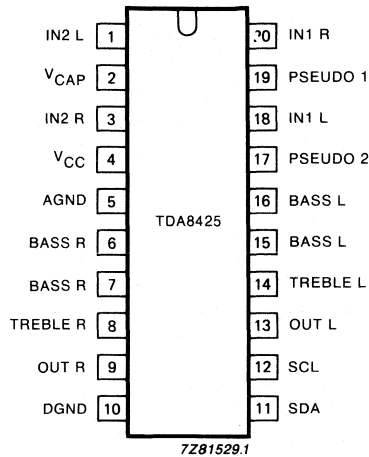 IN2 L 1 20 IN1 R
VCAP 2 19 PSEUDO 1
IN2 R 3 18 IN1 L
VCC 4 17 PSEUDO 2
AGND 5 16 BASS L
TDA8425
BASS R 6 15 BASS L
BASS R 7 14 TREBLE L
TREBLE R 8 13 OUT L
OUT R 9 12 SCL
DGND 10 11 SDA
7Z81529.1